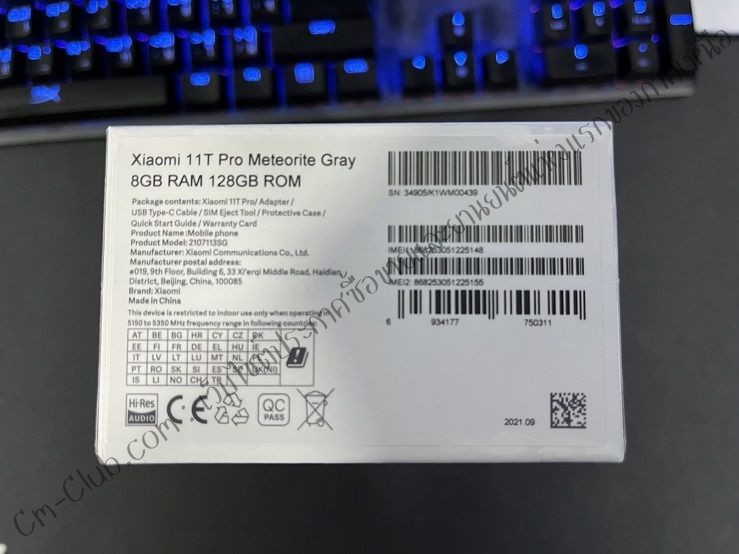 Xiaomi 11T Pro Meteorite Gray
8GB RAM 128GB ROM
Package contents: Xiaomi 11T Pro/ Adapter /
USB Type-C Cable / SIM Eject Tool / Protective Case /
Quick Start Guide / Warranty Card
Product Name :Mobile phone
Product Model: 2107113SG
Manufacturer: Xiaomi Communications Co., Ltd.
Manufacturer postal address:
#019, 9th Floor, Building 6, 33 Xi'erqi Middle Road, Haidian
District, Beijing, China, 100085
Brand: Xiaomi
Made in China
This device is restricted to indoor use only when operating in
5150 to 5350 MHz frequency range in following countries:
AT BE BG HR CY CZ DK
EE FI FR DE EL HU IE
IT LV LT LU MT NL PL
PT RO SK SI ES SE UK(NI)
IS LI NO CH TR
Hi-Res
AUDIO
CE
QC
PASS
SN: 34905/K1WM00439
IMEI1: 868253051225148
IMEI2: 868253051225155
6 934177 750311
2021.09
Cm-Club.com